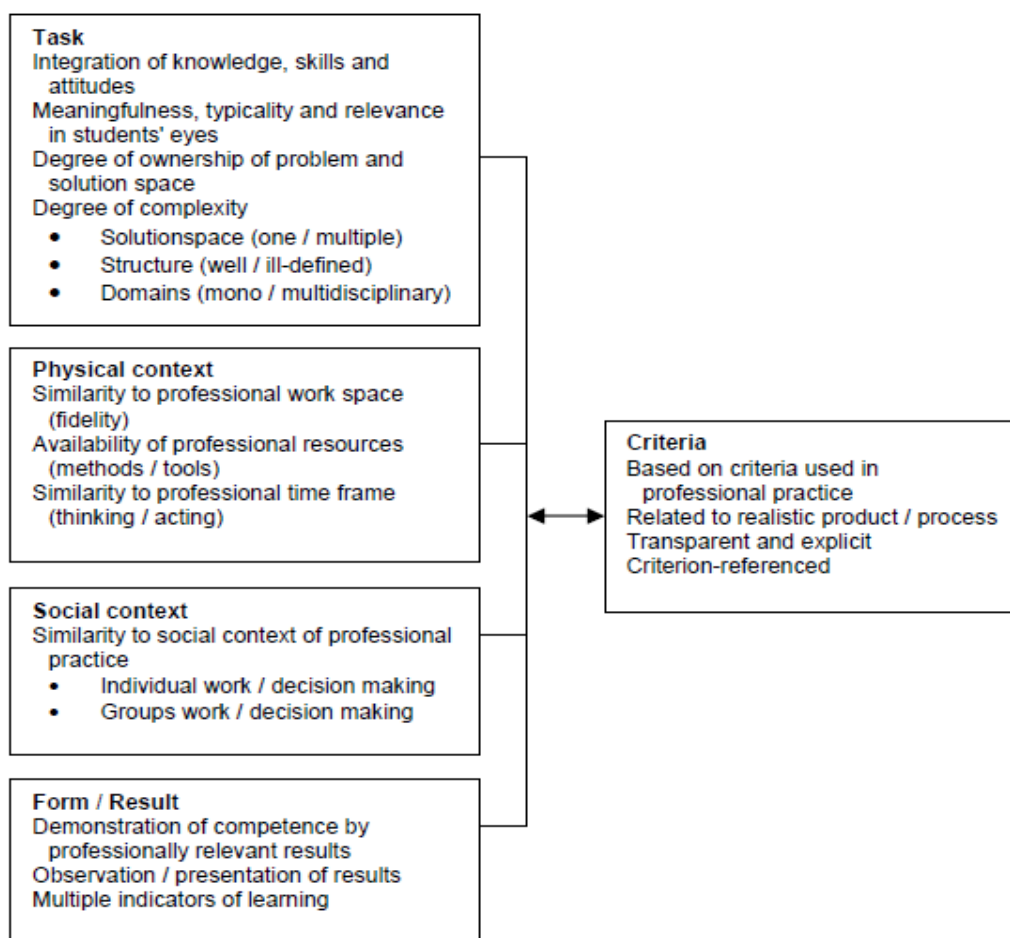 Task
Integration of knowledge, skills and
attitudes
Meaningfulness, typicality and relevance
in students' eyes
Degree of ownership of problem and
solution space
Degree of complexity
• Solutionspace (one / multiple)
• Structure (well / ill-defined)
• Domains (mono / multidisciplinary)
Physical context
Similarity to professional work space
(fidelity)
Availability of professional resources
(methods / tools)
Similarity to professional time frame
(thinking / acting)
Social context
Similarity to social context of professional
practice
• Individual work / decision making
• Groups work / decision making
Form / Result
Demonstration of competence by
professionally relevant results
Observation / presentation of results
Multiple indicators of learning
Criteria
Based on criteria used in
professional practice
Related to realistic product / process
Transparent and explicit
Criterion-referenced